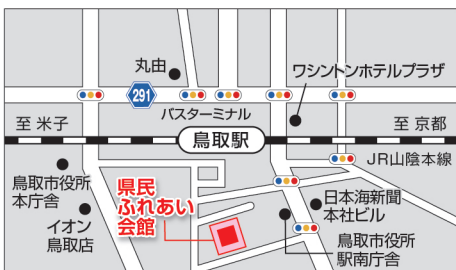 丸由
ワシントンホテルプラザ
291
バスターミナル
至 米子
鳥取駅
至 京都
JR山陰本線
鳥取市役所
本庁舎
県民
ふれあい
会館
日本海新聞
本社ビル
イオン
鳥取店
鳥取市役所
駅南庁舎